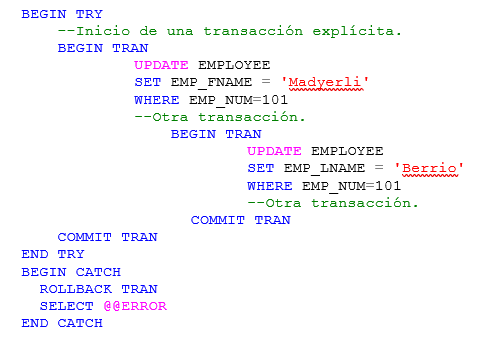 BEGIN TRY
--Inicio de una transacción explícita.
BEGIN TRAN
UPDATE EMPLOYEE
SET EMP_FNAME = 'Madyerli'
WHERE EMP_NUM=101
--Otra transacción.
BEGIN TRAN
UPDATE EMPLOYEE
SET EMP_LNAME = 'Berrio'
WHERE EMP_NUM=101
--Otra transacción.
COMMIT TRAN
COMMIT TRAN
END TRY
BEGIN CATCH
ROLLBACK TRAN
SELECT @@ERROR
END CATCH